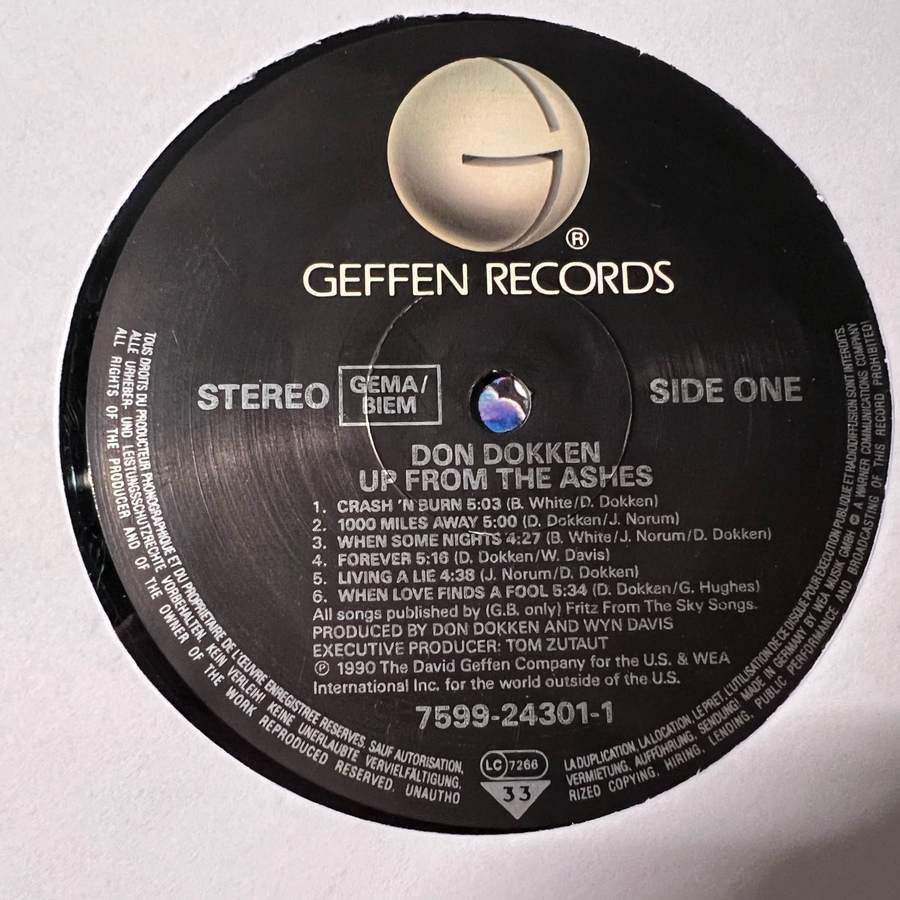 ®
GEFFEN RECORDS
STEREO
GEMA/
BIEM
SIDE ONE
DON DOKKEN
UP FROM THE ASHES
1. CRASH 'N BURN 5:03 (B. White/D. Dokken)
2. 1000 MILES AWAY 5:00 (D. Dokken/J. Norum)
3. WHEN SOME NIGHTS 4:27 (B. White/J. Norum/D. Dokken)
4. FOREVER 5:16 (D. Dokken/W. Davis)
5. LIVING A LIE 4:38 (J. Norum/D. Dokken)
6. WHEN LOVE FINDS A FOOL 5:34 (D. Dokken/G. Hughes)
All songs published by (G.B. only) Fritz From The Sky Songs.
PRODUCED BY DON DOKKEN AND WYN DAVIS
EXECUTIVE PRODUCER: TOM ZUTAUT
℗ 1990 The David Geffen Company for the U.S. & WEA
International Inc. for the world outside of the U.S.
7599-24301-1
LC 7266
33
TOUS DROITS DU PRODUCTEUR PHONOGRAPHIQUE ET DU PROPRIETAIRE DE L'ŒUVRE ENREGISTREE RESERVES. SAUF AUTORISATION, LA DUPLICATION, LA LOCATION, LE PRET, L'UTILISATION DE CE DISQUE POUR EXECUTION PUBLIQUE ET RADIODIFFUSION SONT INTERDITS.
ALLE URHEBER- UND LEISTUNGSSCHUTZRECHTE VORBEHALTEN. KEIN VERLEIH! KEINE UNERLAUBTE VERVIELFÄLTIGUNG, VERMIETUNG, AUFFÜHRUNG, SENDUNG! MADE IN GERMANY BY WEA MUSIK GMBH A WARNER COMMUNICATIONS COMPANY
ALL RIGHTS OF THE PRODUCER AND OF THE OWNER OF THE WORK REPRODUCED RESERVED. UNAUTHORIZED COPYING, HIRING, LENDING, PUBLIC PERFORMANCE AND BROADCASTING OF THIS RECORD PROHIBITED!